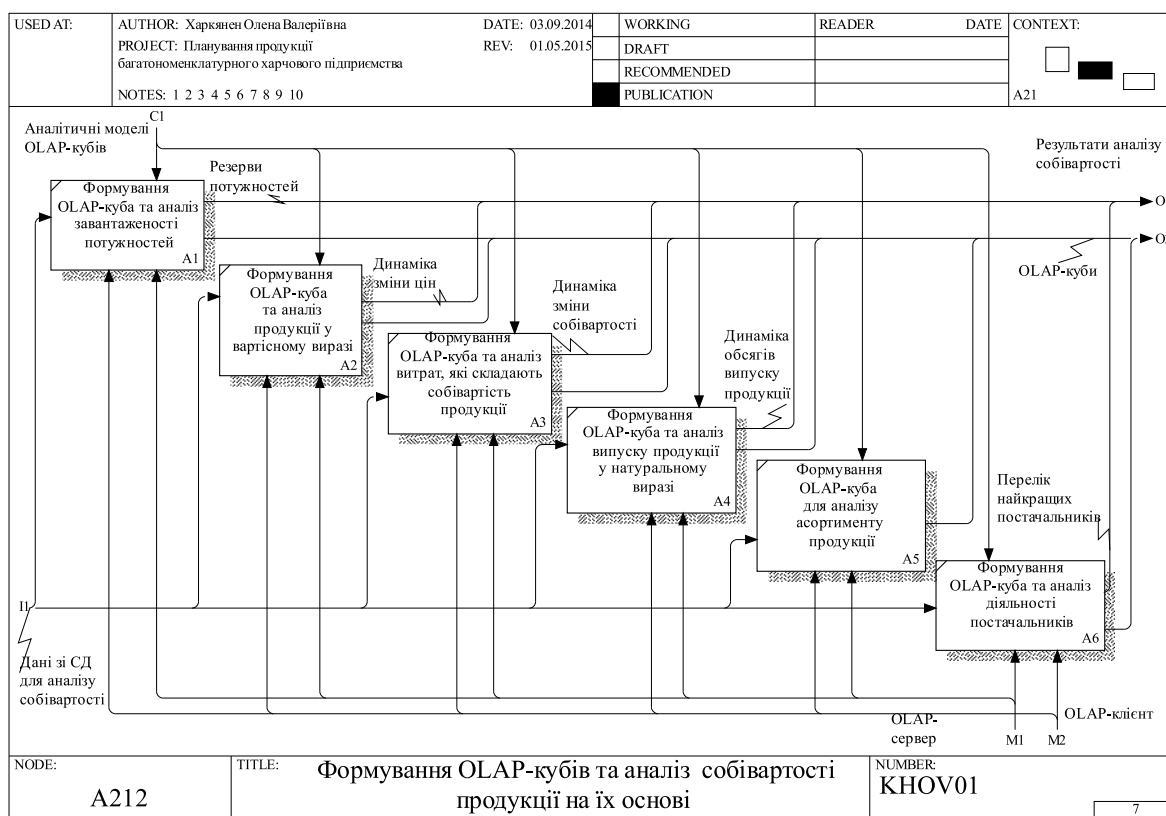 USED AT:
AUTHOR: Харкянен Олена Валеріївна
DATE: 03.09.2014
PROJECT: Планування продукції
багатономенклатурного харчового підприємства
REV: 01.05.2015
NOTES: 1 2 3 4 5 6 7 8 9 10
WORKING
DRAFT
RECOMMENDED
PUBLICATION
READER
DATE
CONTEXT:
A21
C1
Аналітичні моделі
OLAP-кубів
Резерви
потужностей
Результати аналізу
собівартості
Формування
OLAP-куба та аналіз
завантаженості
потужностей
A1
OLAP-куби
Формування
OLAP-куба
та аналіз
продукції у
вартісному виразі
A2
Динаміка
зміни цін
Динаміка
зміни
собівартості
Формування
OLAP-куба та аналіз
витрат, які складають
собівартість
продукції
A3
Динаміка
обсягів
випуску
продукції
Формування
OLAP-куба та аналіз
випуску продукції
у натуральному
виразі
A4
Формування
OLAP-куба
для аналізу
асортименту
продукції
A5
Перелік
найкращих
постачальників
Формування
OLAP-куба та аналіз
діяльності
постачальників
A6
I1
Дані зі СД
для аналізу
собівартості
OLAP-
сервер
M1
M2
OLAP-клієнт
NODE:
A212
TITLE:
Формування OLAP-кубів та аналіз собівартості
продукції на їх основі
NUMBER:
KHOV01
7